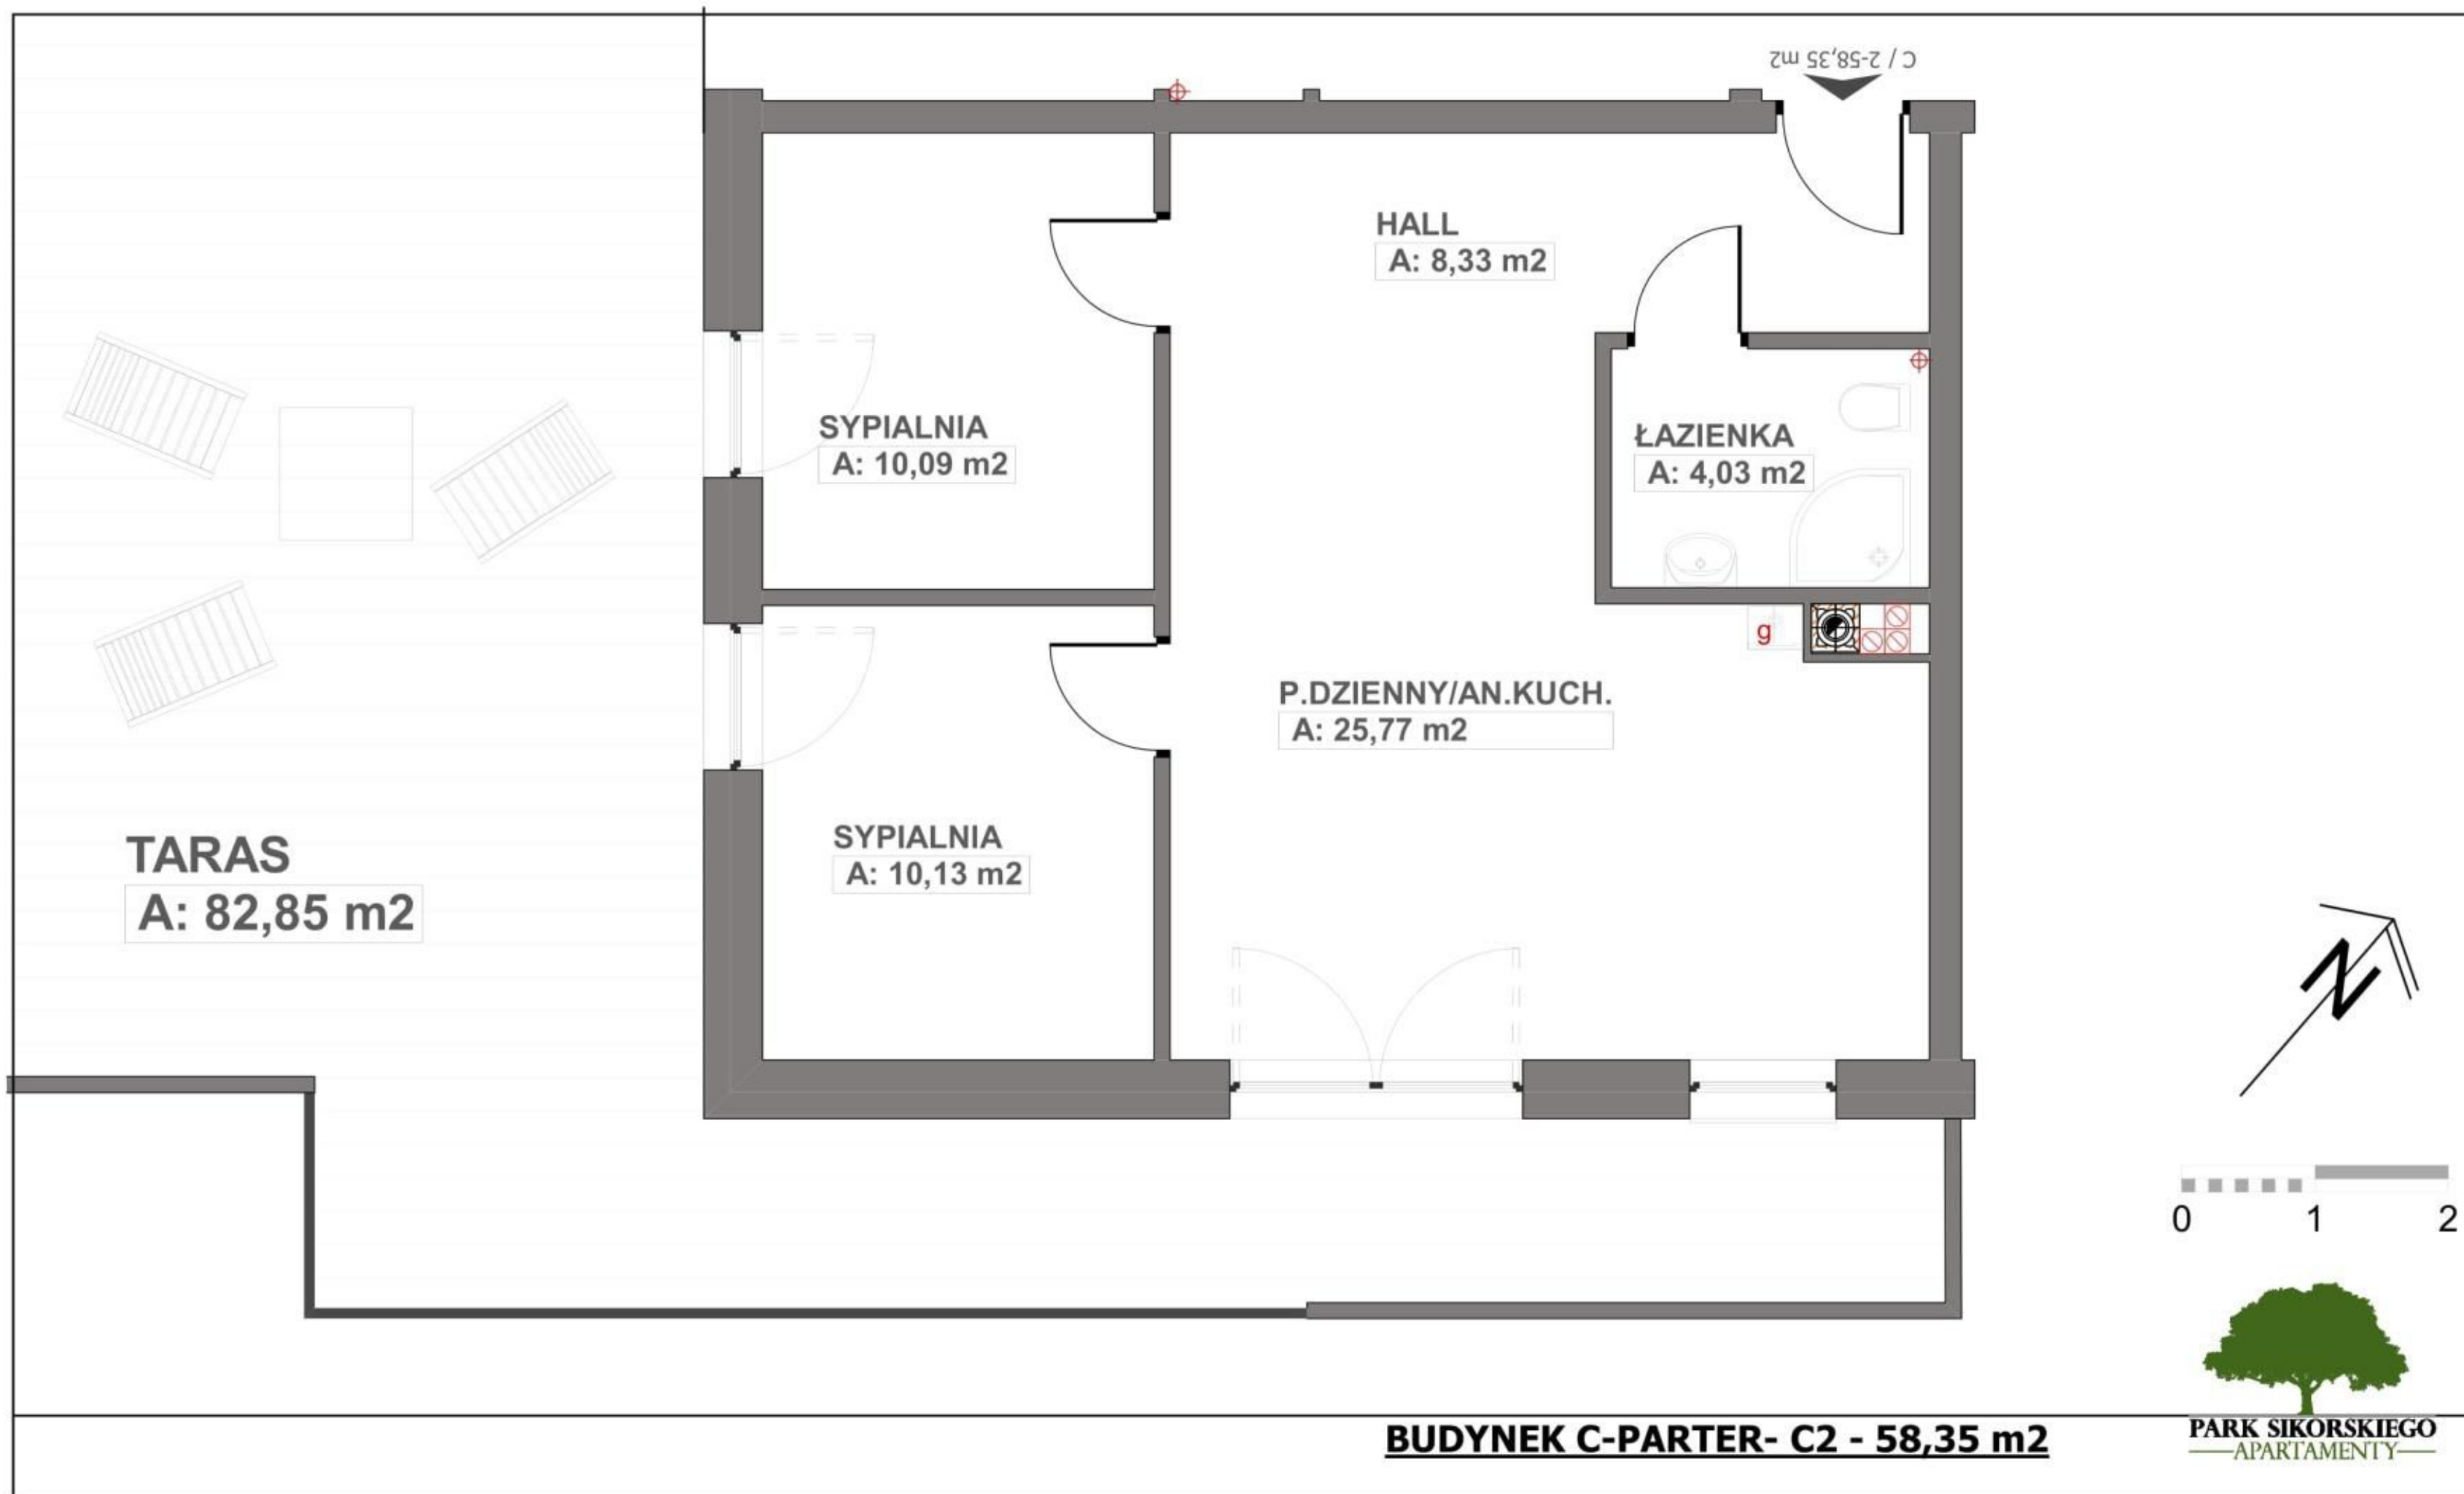 C / 2-58,35 m2
HALL
A: 8,33 m2
SYPIALNIA
A: 10,09 m2
ŁAZIENKA
A: 4,03 m2
g
P.DZIENNY/AN.KUCH.
A: 25,77 m2
SYPIALNIA
A: 10,13 m2
TARAS
A: 82,85 m2
N
0 1 2
BUDYNEK C-PARTER- C2 - 58,35 m2
PARK SIKORSKIEGO
APARTAMENTY